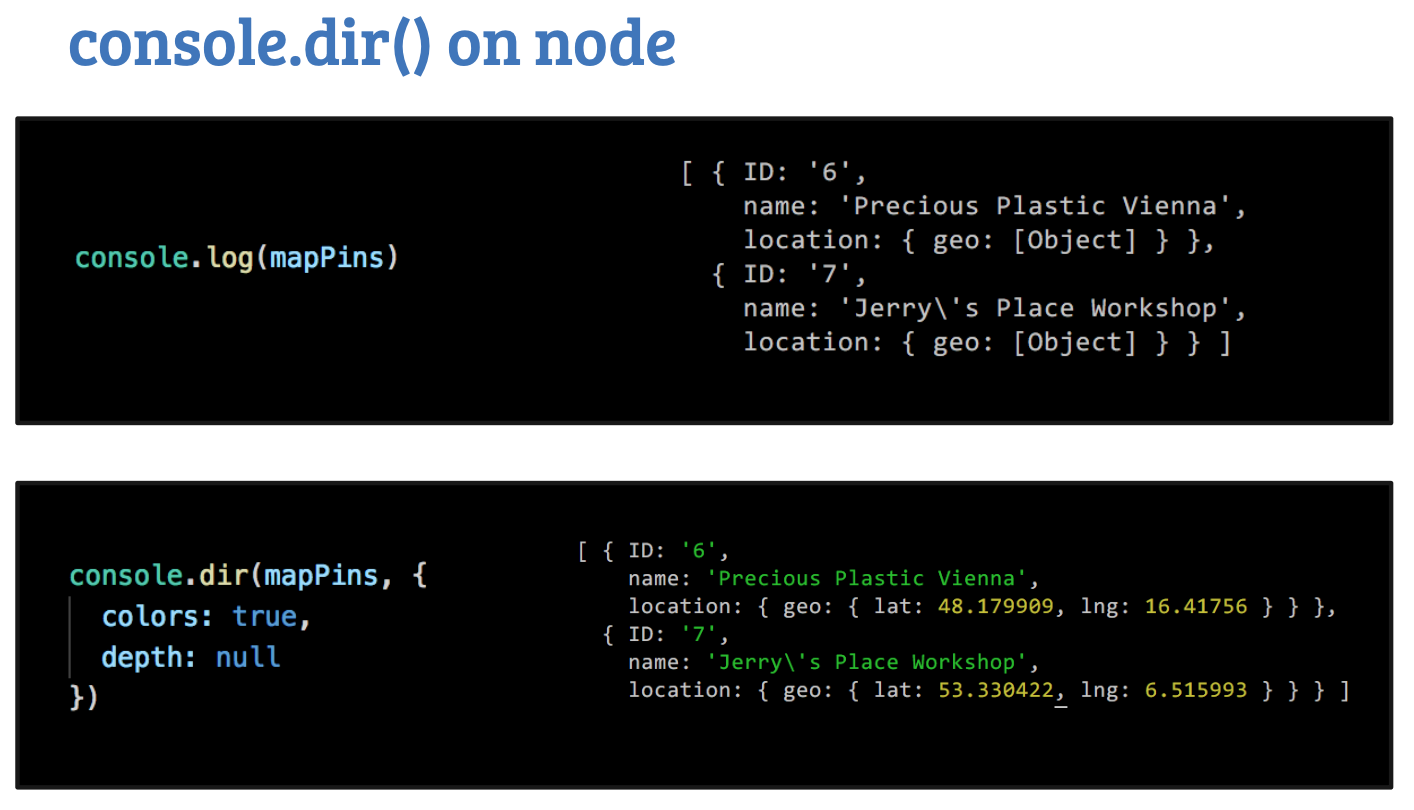 console.dir() on node
console.log(mapPins)
[ { ID: '6',
name: 'Precious Plastic Vienna',
location: { geo: [Object] } },
{ ID: '7',
name: 'Jerry\'s Place Workshop',
location: { geo: [Object] } } ]
console.dir(mapPins, {
colors: true,
depth: null
})
[ { ID: '6',
name: 'Precious Plastic Vienna',
location: { geo: { lat: 48.179909, lng: 16.41756 } } },
{ ID: '7',
name: 'Jerry\'s Place Workshop',
location: { geo: { lat: 53.330422, lng: 6.515993 } } } ]